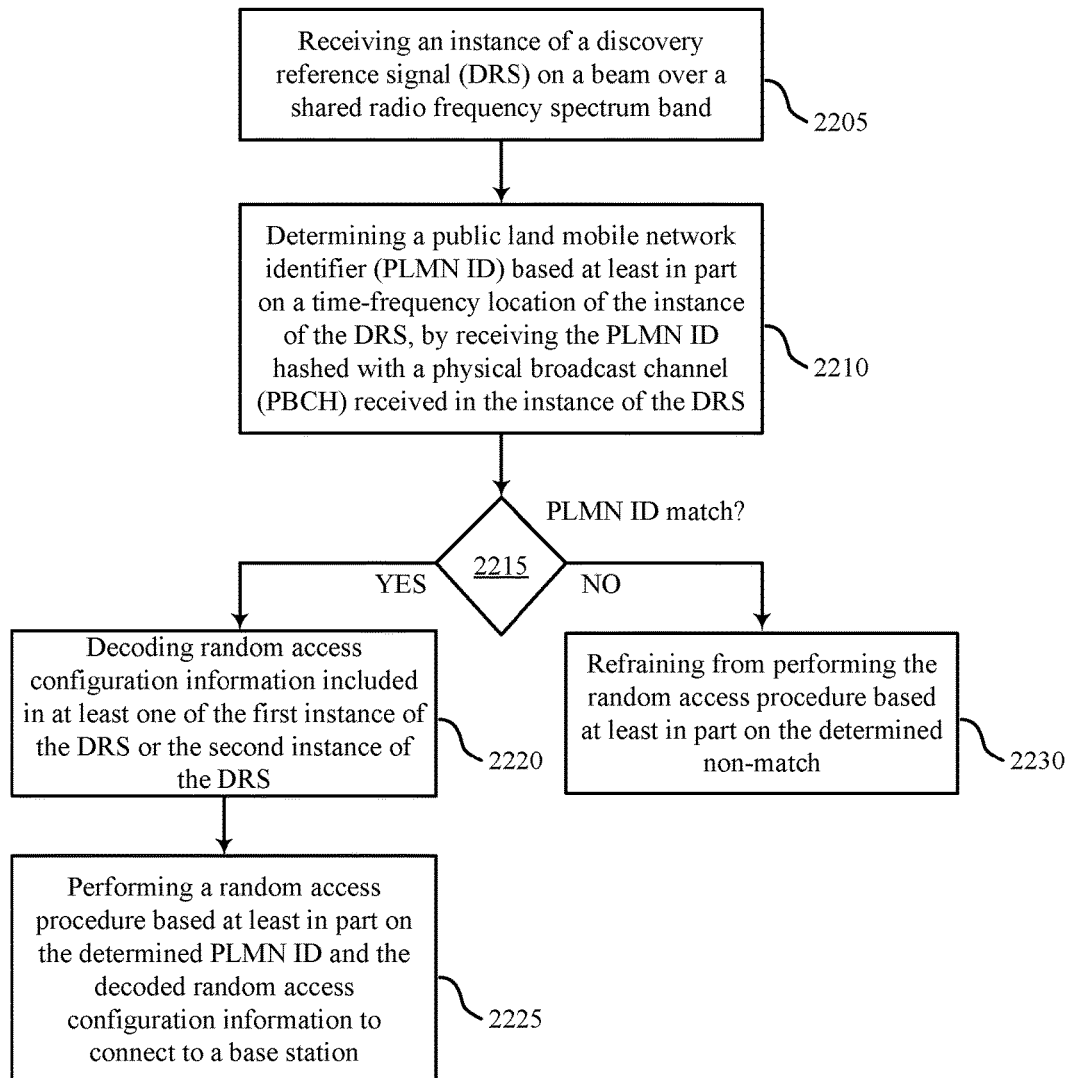 Receiving an instance of a discovery
reference signal (DRS) on a beam over a
shared radio frequency spectrum band
2205
Determining a public land mobile network
identifier (PLMN ID) based at least in part
on a time-frequency location of the instance
of the DRS, by receiving the PLMN ID
hashed with a physical broadcast channel
(PBCH) received in the instance of the DRS
2210
PLMN ID match?
2215
YES
NO
Decoding random access
configuration information included
in at least one of the first instance of
the DRS or the second instance of
the DRS
2220
Refraining from performing the
random access procedure based
at least in part on the determined
non-match
2230
Performing a random access
procedure based at least in part on
the determined PLMN ID and the
decoded random access
configuration information to
connect to a base station
2225